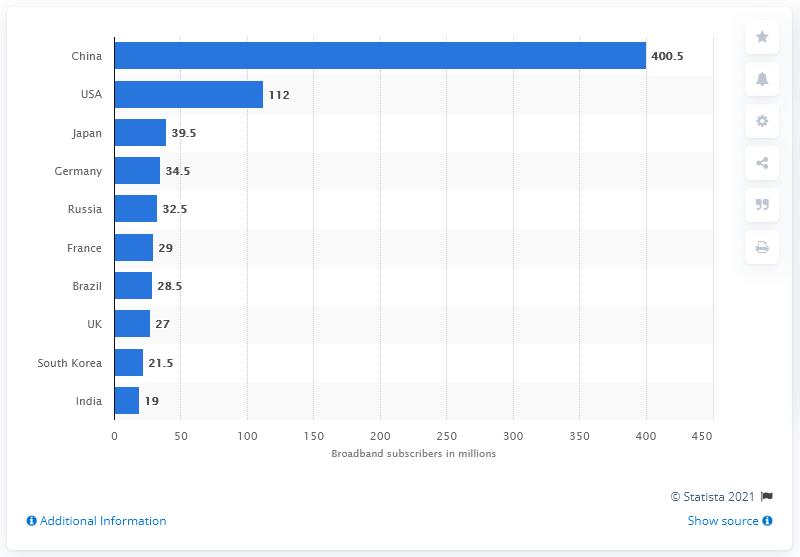 China 400.5
USA 112
Japan 39.5
Germany 34.5
Russia 32.5
France 29
Brazil 28.5
UK 27
South Korea 21.5
India 19
0 50 100 150 200 250 300 350 400 450
Broadband subscribers in millions
© Statista 2021
Additional Information Show source